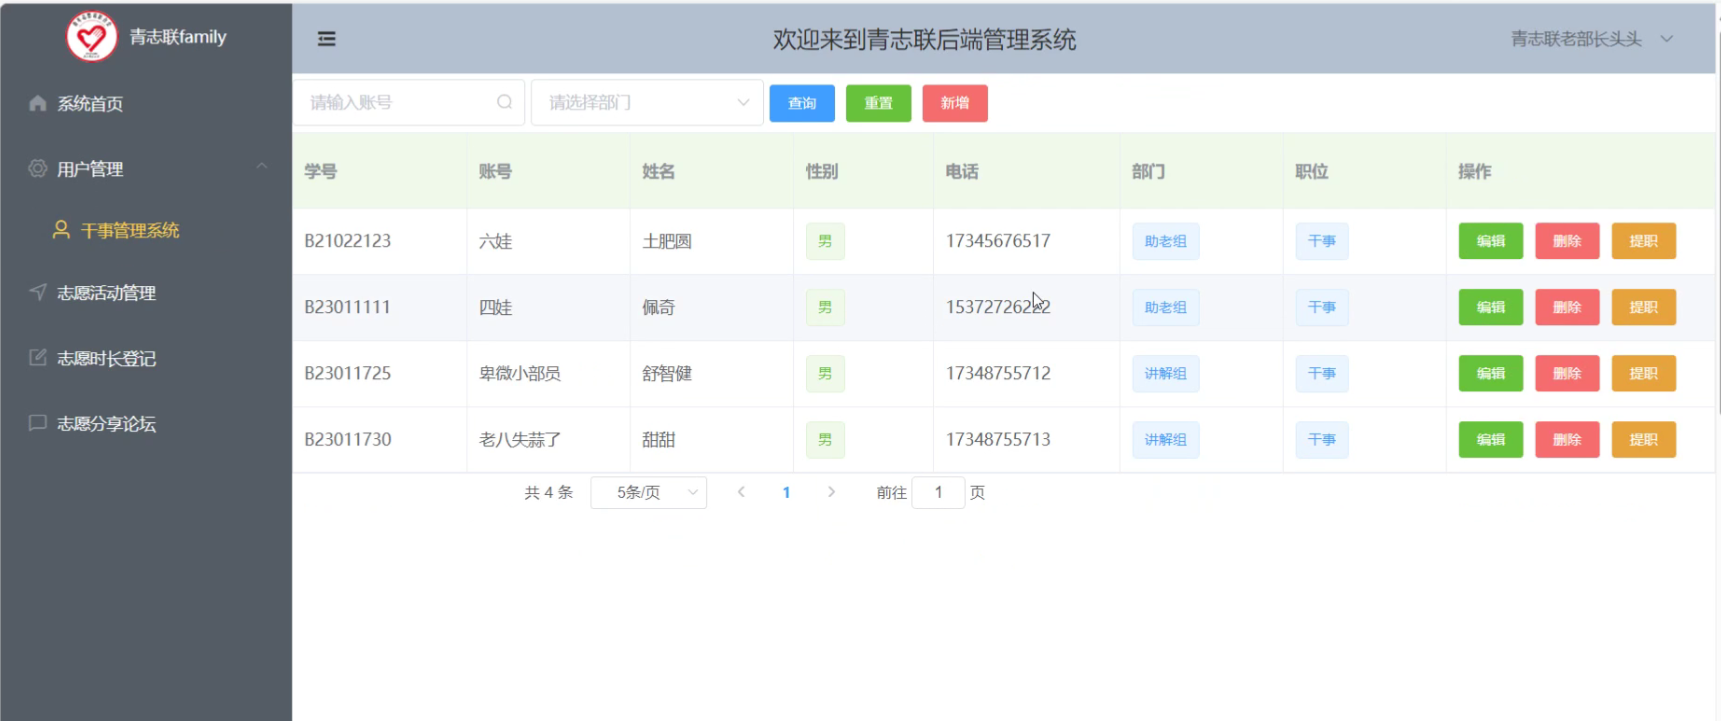 青志联family
欢迎来到青志联后端管理系统
青志联老部长头头
系统首页
用户管理
干事管理系统
志愿活动管理
志愿时长登记
志愿分享论坛
请输入账号 请选择部门 查询 重置 新增
学号 账号 姓名 性别 电话 部门 职位 操作
B21022123 六娃 土肥圆 男 17345676517 助老组 干事 编辑 删除 提职
B23011111 四娃 佩奇 男 15372726222 助老组 干事 编辑 删除 提职
B23011725 卑微小部员 舒智健 男 17348755712 讲解组 干事 编辑 删除 提职
B23011730 老八失蒜了 甜甜 男 17348755713 讲解组 干事 编辑 删除 提职
共 4 条 5条/页 1 前往 1 页